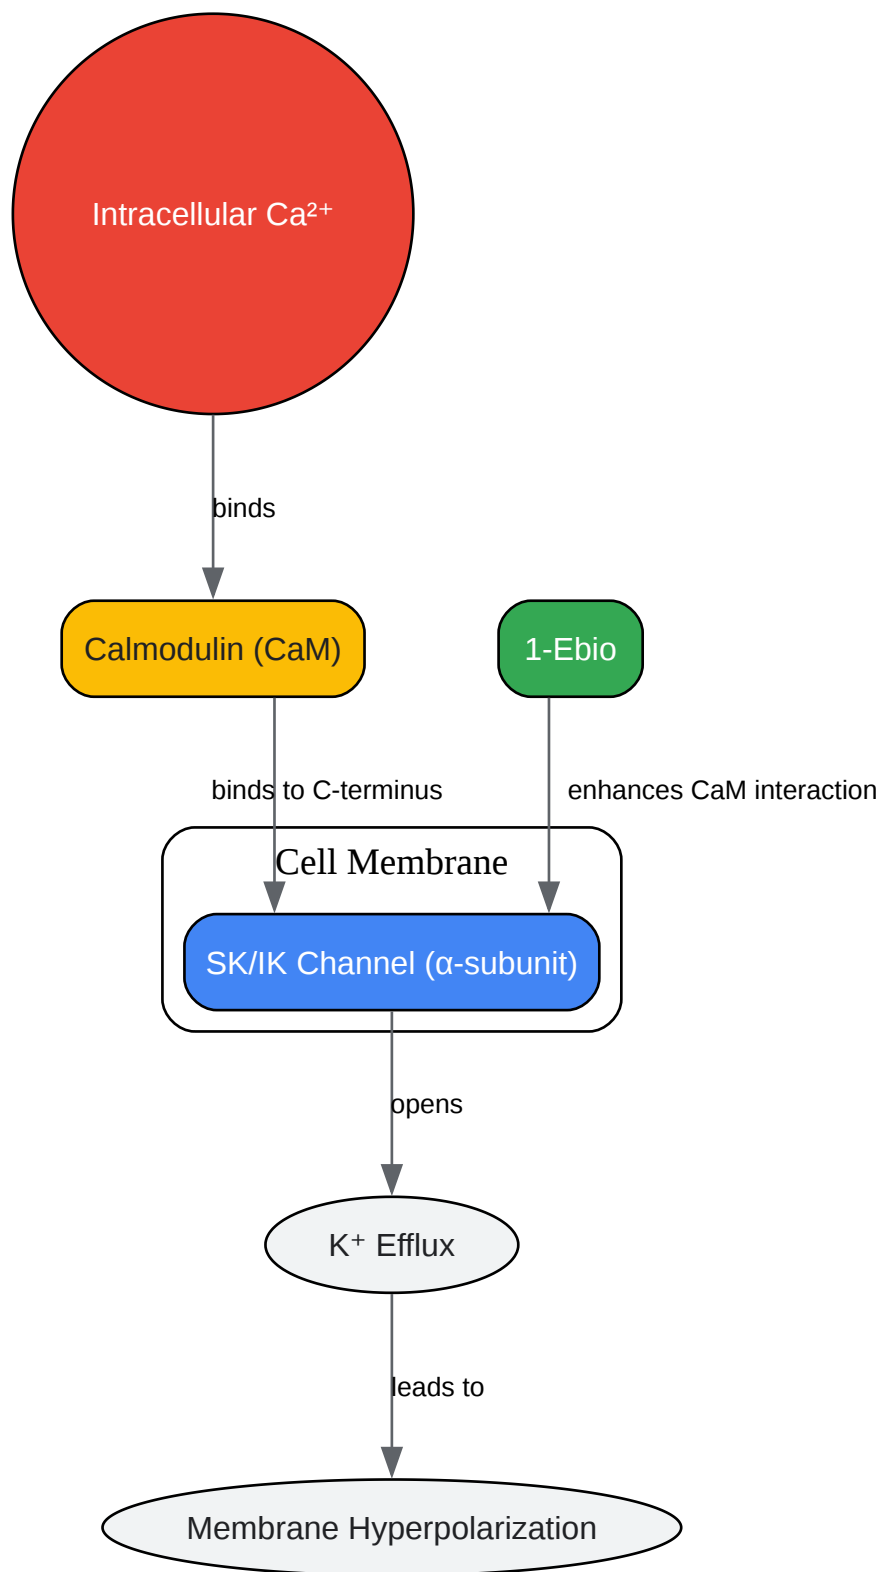 Intracellular Ca²⁺
binds
Calmodulin (CaM)
1-Ebio
binds to C-terminus
enhances CaM interaction
Cell Membrane
SK/IK Channel (α-subunit)
opens
K⁺ Efflux
leads to
Membrane Hyperpolarization